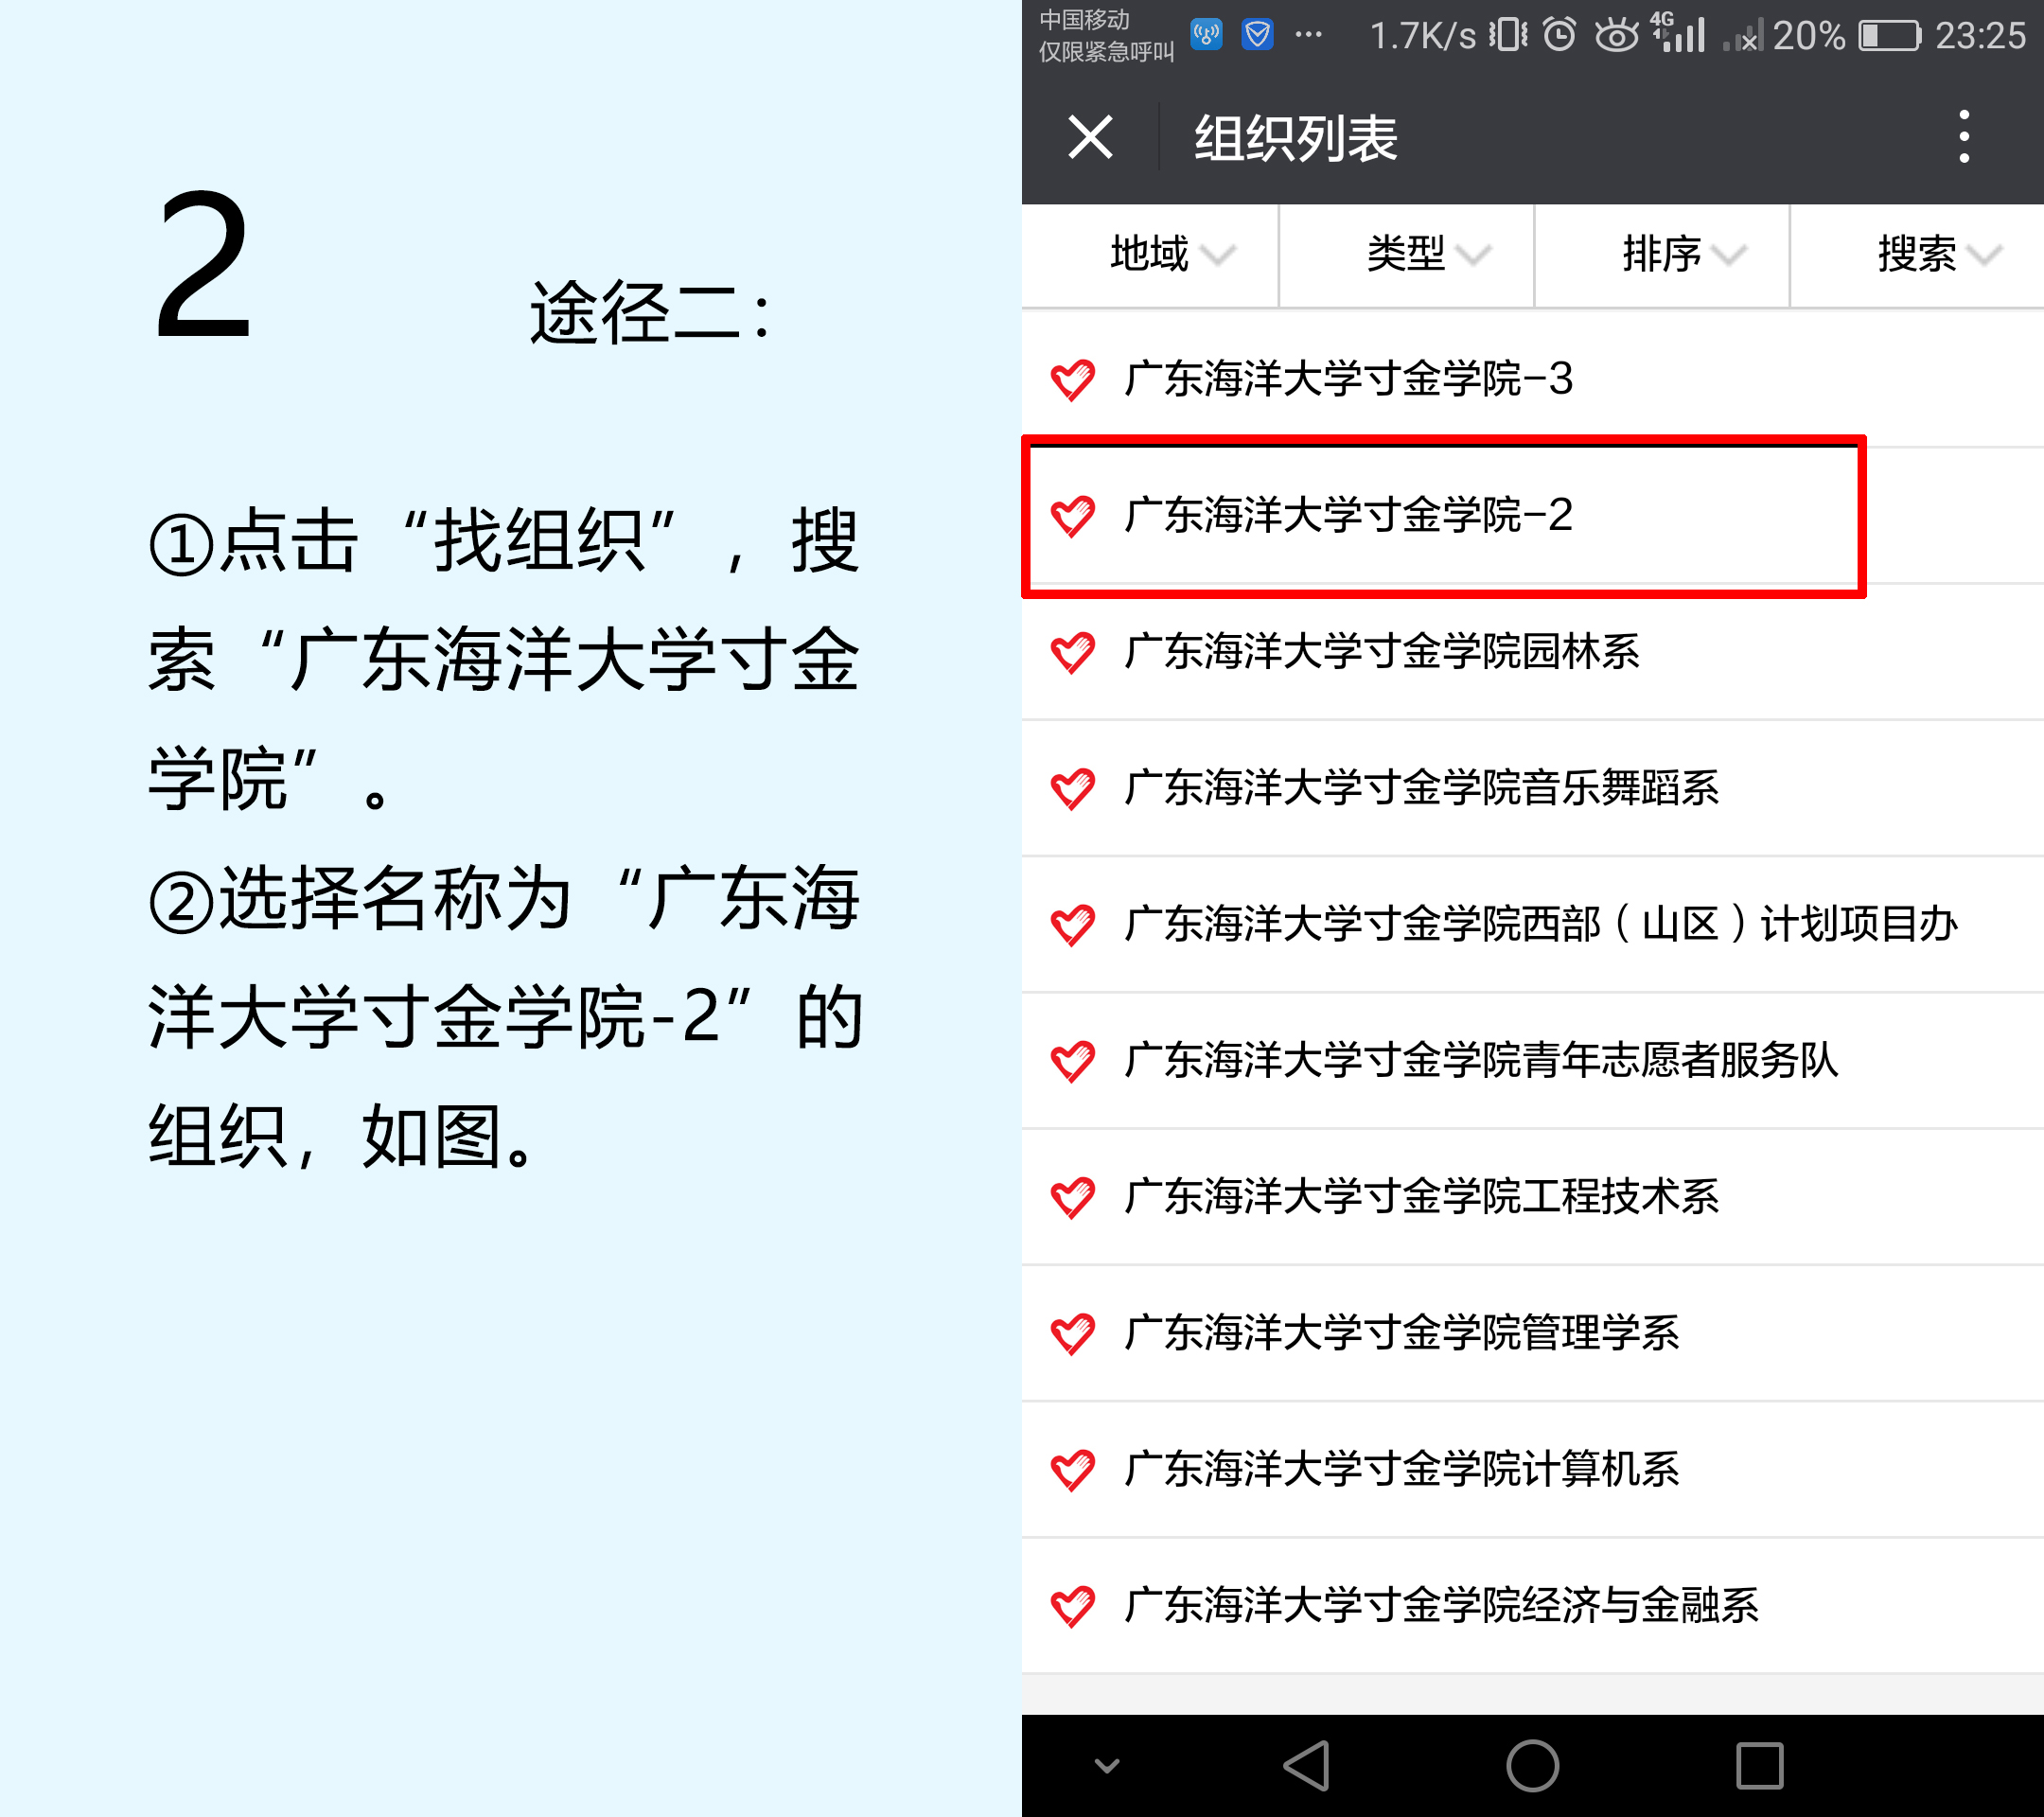 2
途径二：
①点击“找组织”，搜
索“广东海洋大学寸金
学院”。
②选择名称为“广东海
洋大学寸金学院-2”的
组织，如图。
中国移动
仅限紧急呼叫
1.7K/s 4G 20% 23:25
组织列表
地域 类型 排序 搜索
广东海洋大学寸金学院-3
广东海洋大学寸金学院-2
广东海洋大学寸金学院园林系
广东海洋大学寸金学院音乐舞蹈系
广东海洋大学寸金学院西部（山区）计划项目办
广东海洋大学寸金学院青年志愿者服务队
广东海洋大学寸金学院工程技术系
广东海洋大学寸金学院管理学系
广东海洋大学寸金学院计算机系
广东海洋大学寸金学院经济与金融系